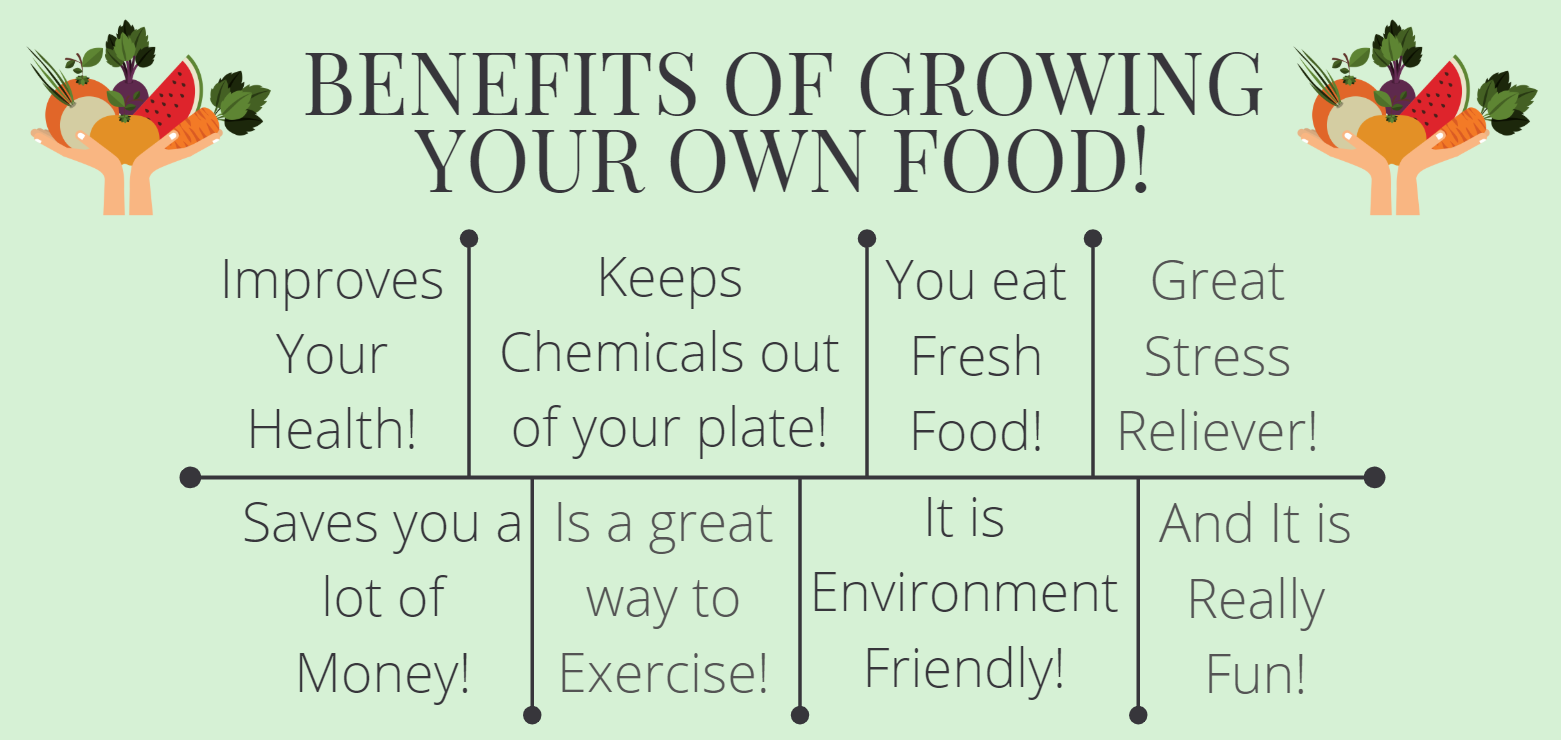 BENEFITS OF GROWING
YOUR OWN FOOD!
Improves
Your
Health!
Keeps
Chemicals out
of your plate!
You eat
Fresh
Food!
Great
Stress
Reliever!
Saves you a
lot of
Money!
Is a great
way to
Exercise!
It is
Environment
Friendly!
And It is
Really
Fun!